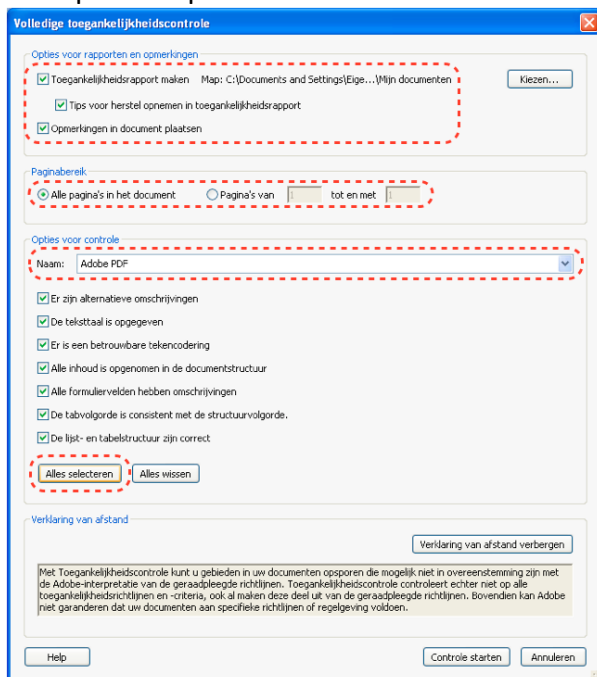 Volledige toegankelijkheidscontrole
Opties voor rapporten en opmerkingen
Toegankelijkheidsrapport maken Map: C:\Documents and Settings\Eige...\Mijn documenten Kiezen...
Tips voor herstel opnemen in toegankelijkheidsrapport
Opmerkingen in document plaatsen
Paginabereik
Alle pagina's in het document Pagina's van 1 tot en met 1
Opties voor controle
Naam: Adobe PDF
Er zijn alternatieve omschrijvingen
De teksttaal is opgegeven
Er is een betrouwbare tekencodering
Alle inhoud is opgenomen in de documentstructuur
Alle formuliervelden hebben omschrijvingen
De tabvolgorde is consistent met de structuurvolgorde.
De lijst- en tabelstructuur zijn correct
Alles selecteren Alles wissen
Verklaring van afstand
Verklaring van afstand verbergen
Met Toegankelijkheidscontrole kunt u gebieden in uw documenten opsporen die mogelijk niet in overeenstemming zijn met
de Adobe-interpretatie van de geraadpleegde richtlijnen. Toegankelijkheidscontrole controleert echter niet op alle
toegankelijkheidsrichtlijnen en -criteria, ook al maken deze deel uit van de geraadpleegde richtlijnen. Bovendien kan Adobe
niet garanderen dat uw documenten aan specifieke richtlijnen of regelgeving voldoen.
Help Controle starten Annuleren